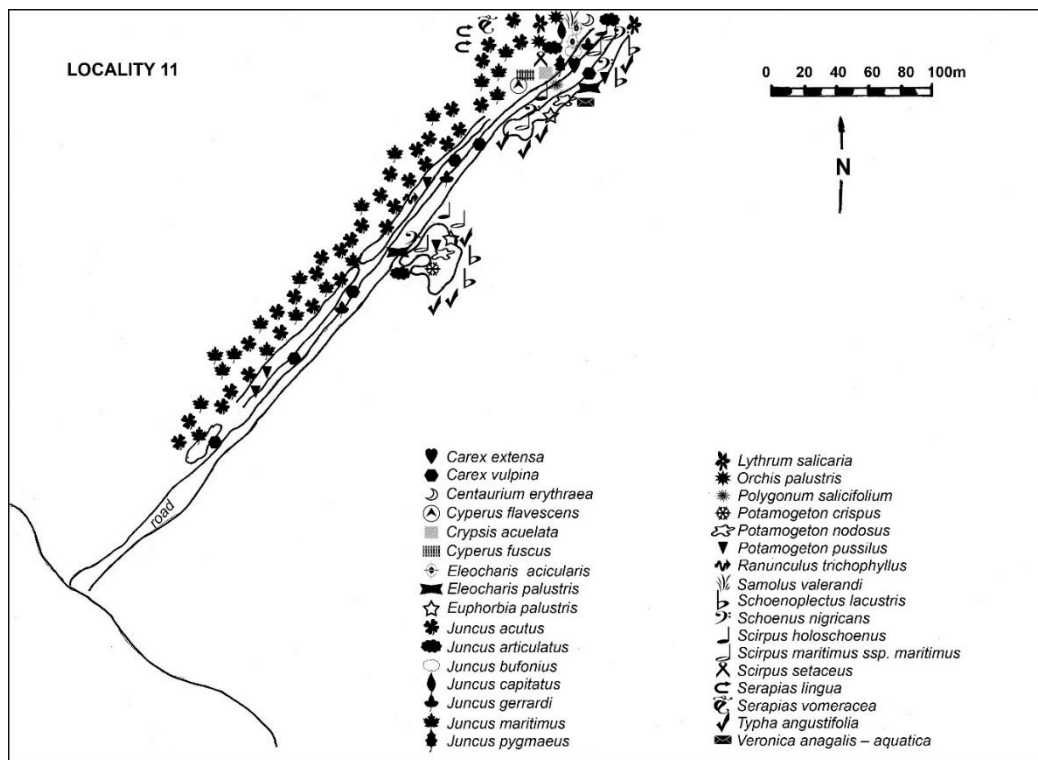 LOCALITY 11
0 20 40 60 80 100m
N
road
Carex extensa
Carex vulpina
Centaurium erythraea
Cyperus flavescens
Crypsis acuelata
Cyperus fuscus
Eleocharis acicularis
Eleocharis palustris
Euphorbia palustris
Juncus acutus
Juncus articulatus
Juncus bufonius
Juncus capitatus
Juncus gerrardi
Juncus maritimus
Juncus pygmaeus
Lythrum salicaria
Orchis palustris
Polygonum salicifolium
Potamogeton crispus
Potamogeton nodosus
Potamogeton pussilus
Ranunculus trichophyllus
Samolus valerandi
Schoenoplectus lacustris
Schoenus nigricans
Scirpus holoschoenus
Scirpus maritimus ssp. maritimus
Scirpus setaceus
Serapias lingua
Serapias vomeracea
Typha angustifolia
Veronica anagalis – aquatica